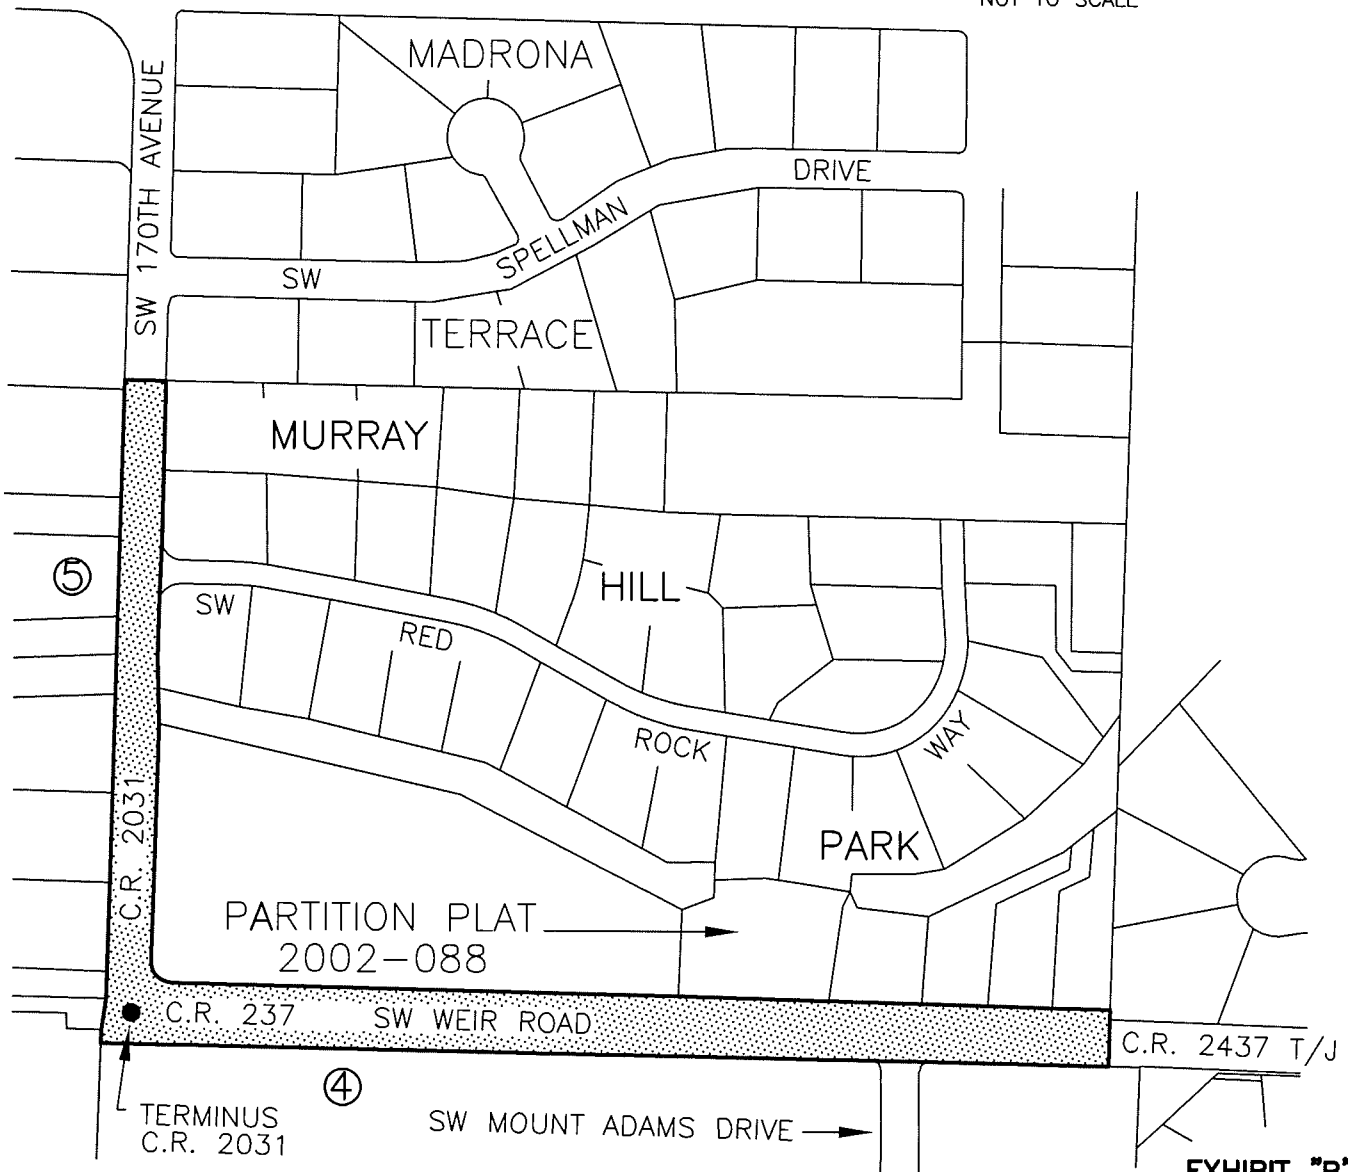 NOT TO SCALE
MADRONA
SW 170TH AVENUE
DRIVE
SPELLMAN
SW
TERRACE
MURRAY
⑤
HILL
SW
RED
ROCK
WAY
C.R. 2031
PARK
PARTITION PLAT
2002-088
C.R. 237
SW WEIR ROAD
C.R. 2437 T/J
④
TERMINUS
C.R. 2031
SW MOUNT ADAMS DRIVE
EXHIBIT "B"